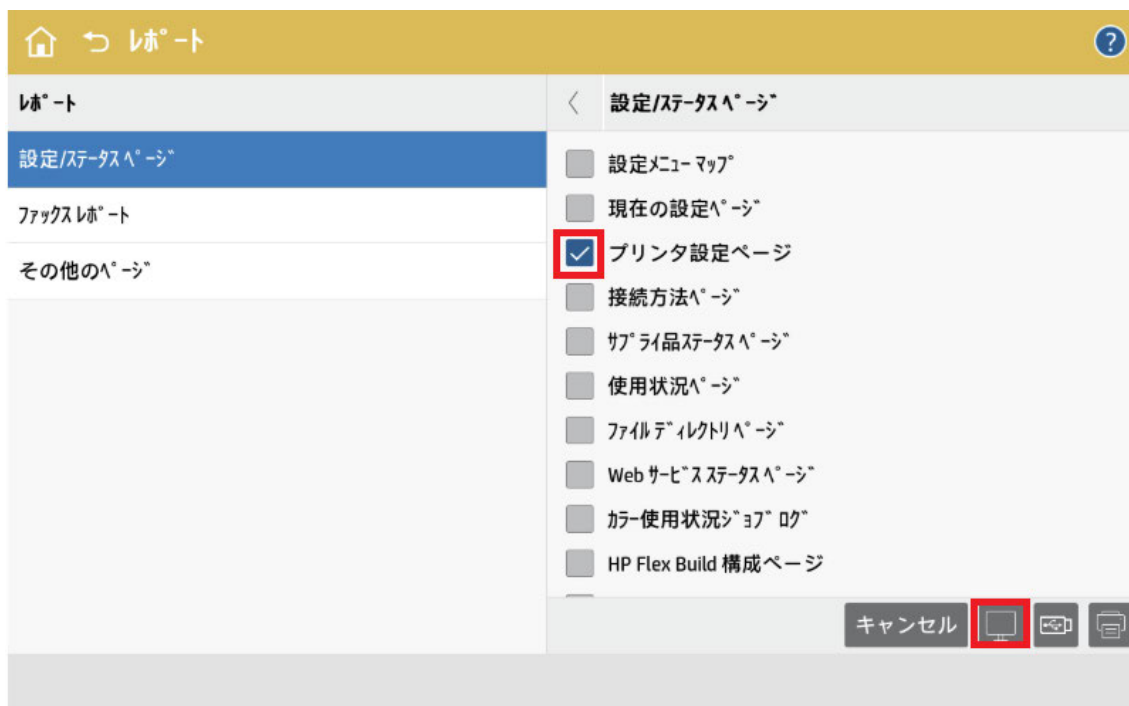 ﾚﾎﾟｰﾄ
?
ﾚﾎﾟｰﾄ
設定/ｽﾃｰﾀｽ ﾍﾟｰｼﾞ
ﾌｧｯｸｽ ﾚﾎﾟｰﾄ
その他のﾍﾟｰｼﾞ
設定/ｽﾃｰﾀｽ ﾍﾟｰｼﾞ
設定ﾒﾆｭｰ ﾏｯﾌﾟ
現在の設定ﾍﾟｰｼﾞ
プリンタ設定ページ
接続方法ﾍﾟｰｼﾞ
ｻﾌﾟﾗｲ品ｽﾃｰﾀｽ ﾍﾟｰｼﾞ
使用状況ﾍﾟｰｼﾞ
ﾌｧｲﾙ ﾃﾞｨﾚｸﾄﾘ ﾍﾟｰｼﾞ
Web ｻｰﾋﾞｽ ｽﾃｰﾀｽ ﾍﾟｰｼﾞ
ｶﾗｰ使用状況ｼﾞｮﾌﾞ ﾛｸﾞ
HP Flex Build 構成ページ
キャンセル